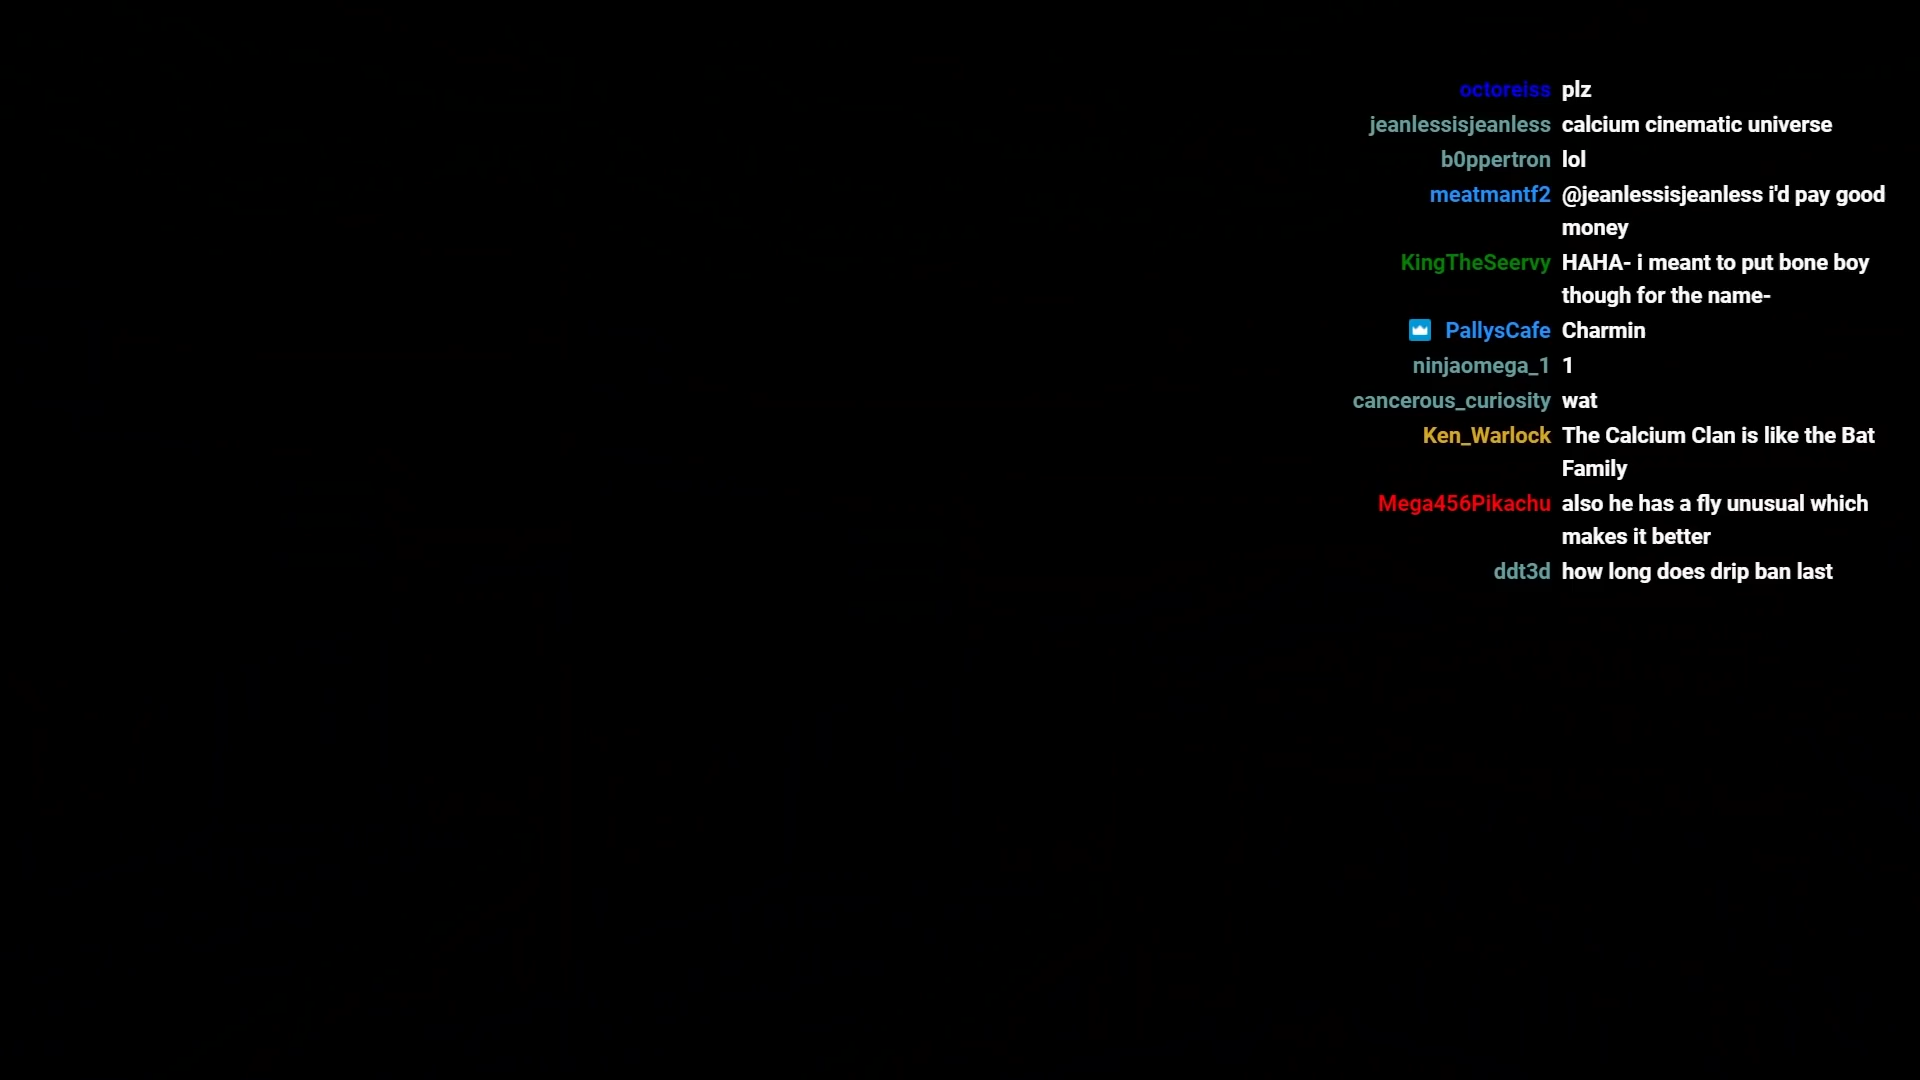 octoreiss plz
jeanlessisjeanless calcium cinematic universe
b0ppertron lol
meatmantf2 @jeanlessisjeanless i'd pay good
money
KingTheSeervy HAHA- i meant to put bone boy
though for the name-
PallysCafe Charmin
ninjaomega_1 1
cancerous_curiosity wat
Ken_Warlock The Calcium Clan is like the Bat
Family
Mega456Pikachu also he has a fly unusual which
makes it better
ddt3d how long does drip ban last